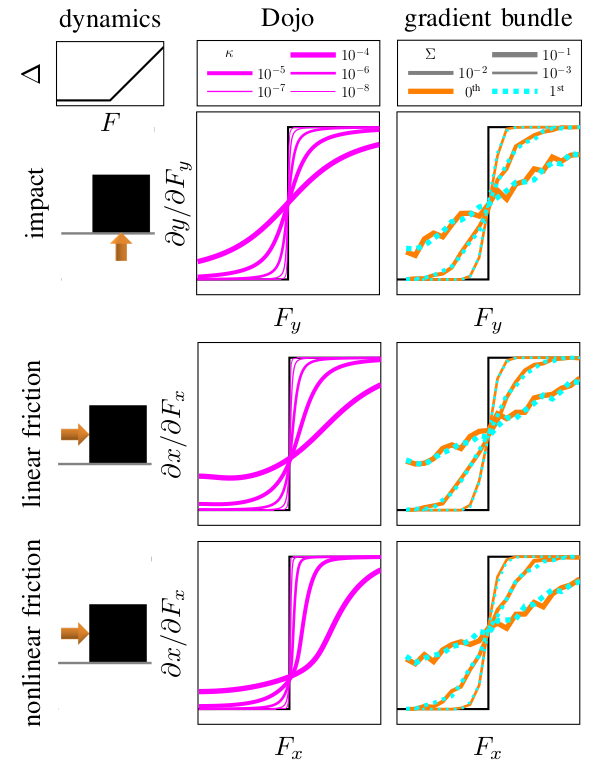 dynamics Dojo gradient bundle
Δ
F
κ 10⁻⁴
10⁻⁵ 10⁻⁶
10⁻⁷ 10⁻⁸
Σ 10⁻¹
10⁻² 10⁻³
0ᵗʰ 1ˢᵗ
impact
∂y/∂F_y
F_y F_y
linear friction
∂x/∂F_x
nonlinear friction
∂x/∂F_x
F_x F_x